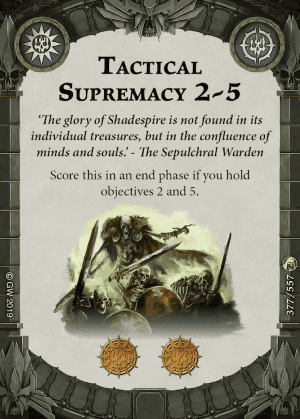 Tactical
Supremacy 2-5
‘The glory of Shadespire is not found in its
individual treasures, but in the confluence of
minds and souls.’ - The Sepulchral Warden
Score this in an end phase if you hold
objectives 2 and 5.
© GW 2019
377/557